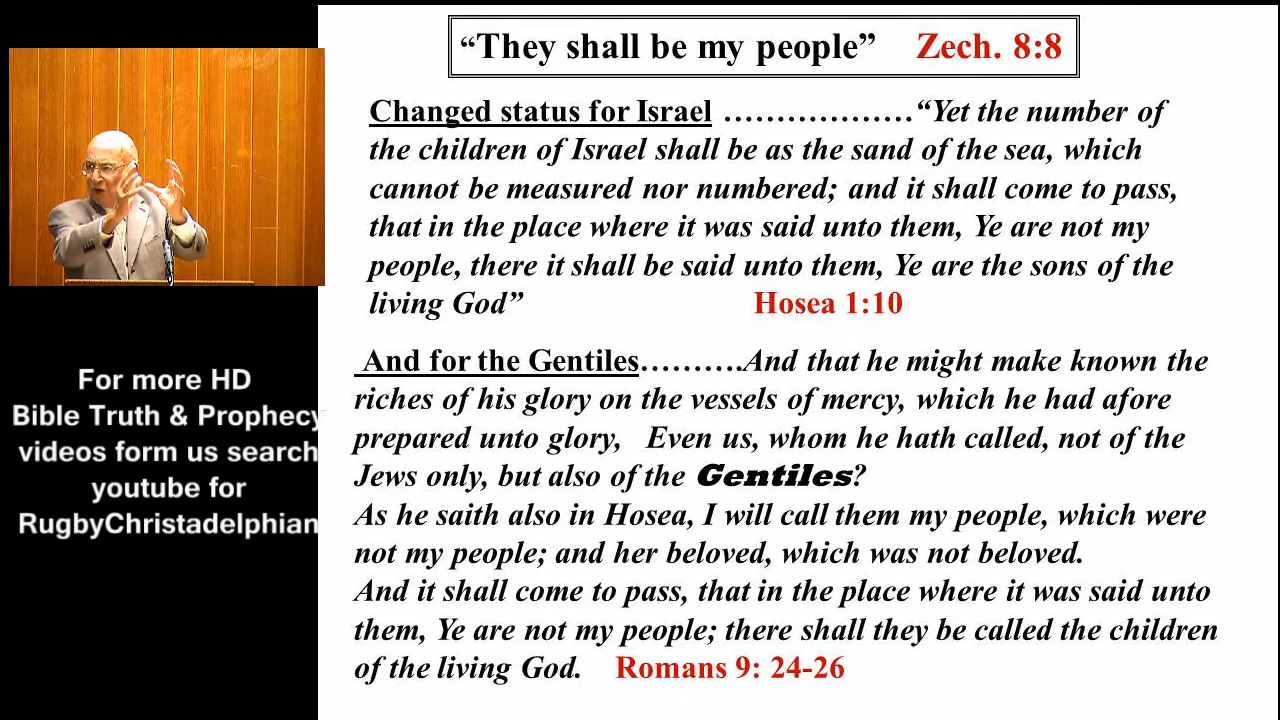 “They shall be my people” Zech. 8:8
Changed status for Israel ………………“Yet the number of
the children of Israel shall be as the sand of the sea, which
cannot be measured nor numbered; and it shall come to pass,
that in the place where it was said unto them, Ye are not my
people, there it shall be said unto them, Ye are the sons of the
living God” Hosea 1:10
And for the Gentiles……….And that he might make known the
riches of his glory on the vessels of mercy, which he had afore
prepared unto glory, Even us, whom he hath called, not of the
Jews only, but also of the Gentiles?
As he saith also in Hosea, I will call them my people, which were
not my people; and her beloved, which was not beloved.
And it shall come to pass, that in the place where it was said unto
them, Ye are not my people; there shall they be called the children
of the living God. Romans 9: 24-26
For more HD
Bible Truth & Prophecy
videos form us search
youtube for
RugbyChristadelphian